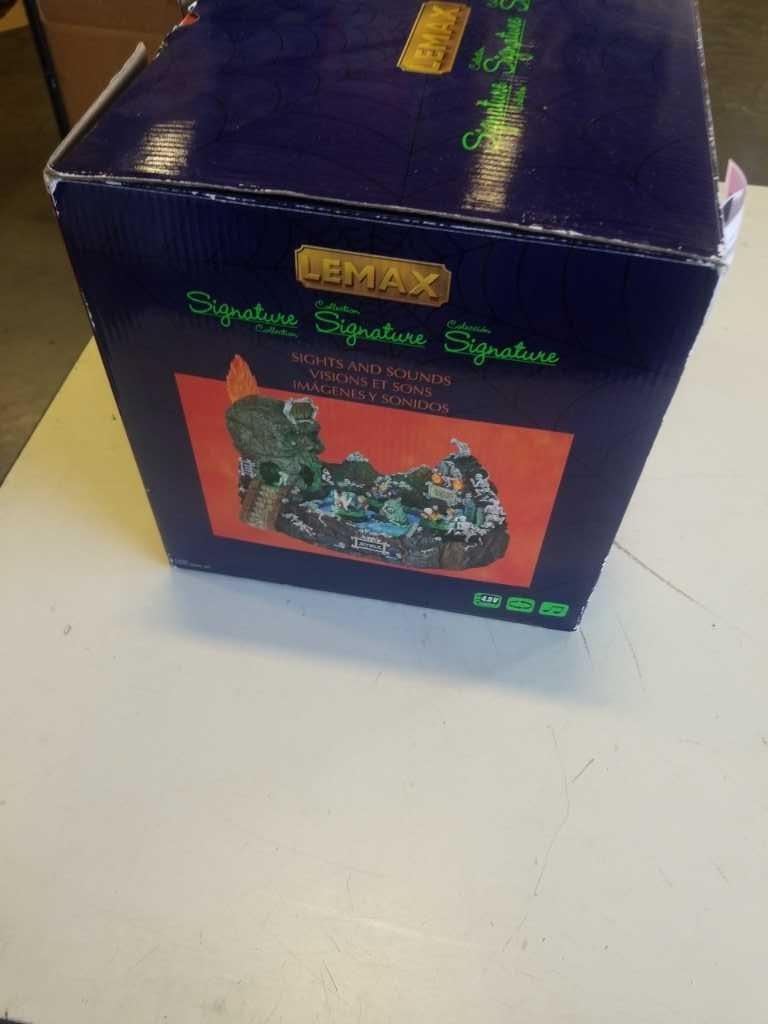 LEMAX
Signature
Signature
LEMAX
Signature Collection
Collection Signature
Colección Signature
SIGHTS AND SOUNDS
VISIONS ET SONS
IMÁGENES Y SONIDOS
4.5V